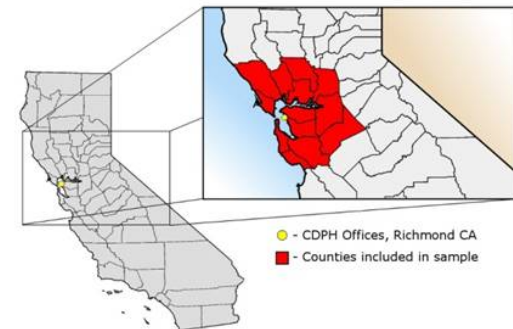 - CDPH Offices, Richmond CA
- Counties included in sample